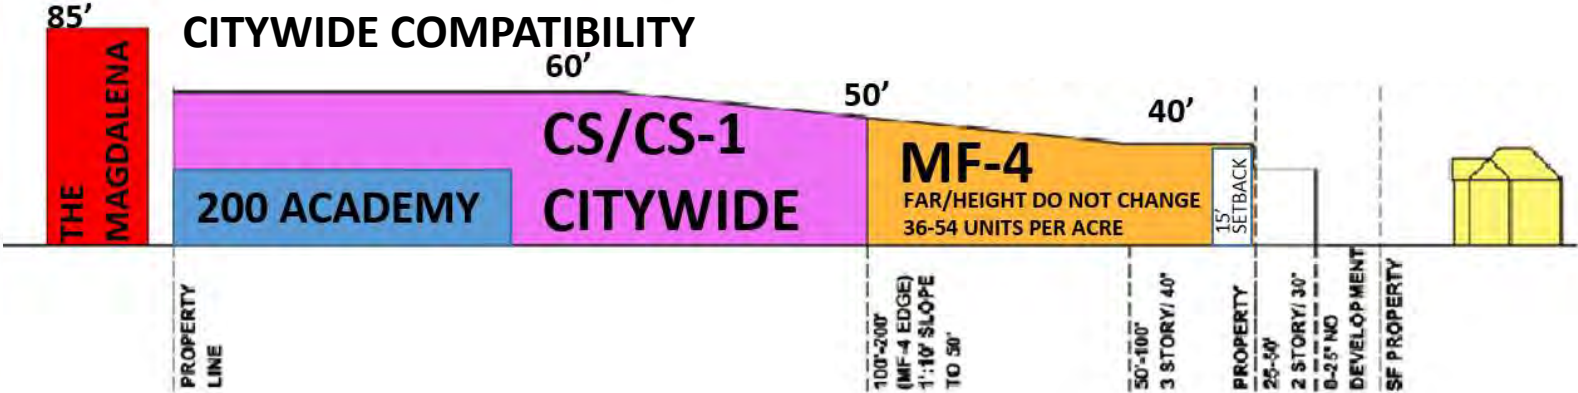 85’
CITYWIDE COMPATIBILITY
60’
50’
40’
THE
MAGDALENA
CS/CS-1
CITYWIDE
200 ACADEMY
MF-4
FAR/HEIGHT DO NOT CHANGE
36-54 UNITS PER ACRE
15’
SETBACK
PROPERTY
LINE
100'-200'
(MF-4 EDGE)
1':10' SLOPE
TO 50'
50'-100'
3 STORY/ 40"
PROPERTY
25-50'
2 STORY/ 30"
0-25' NO
DEVELOPMENT
SF PROPERTY